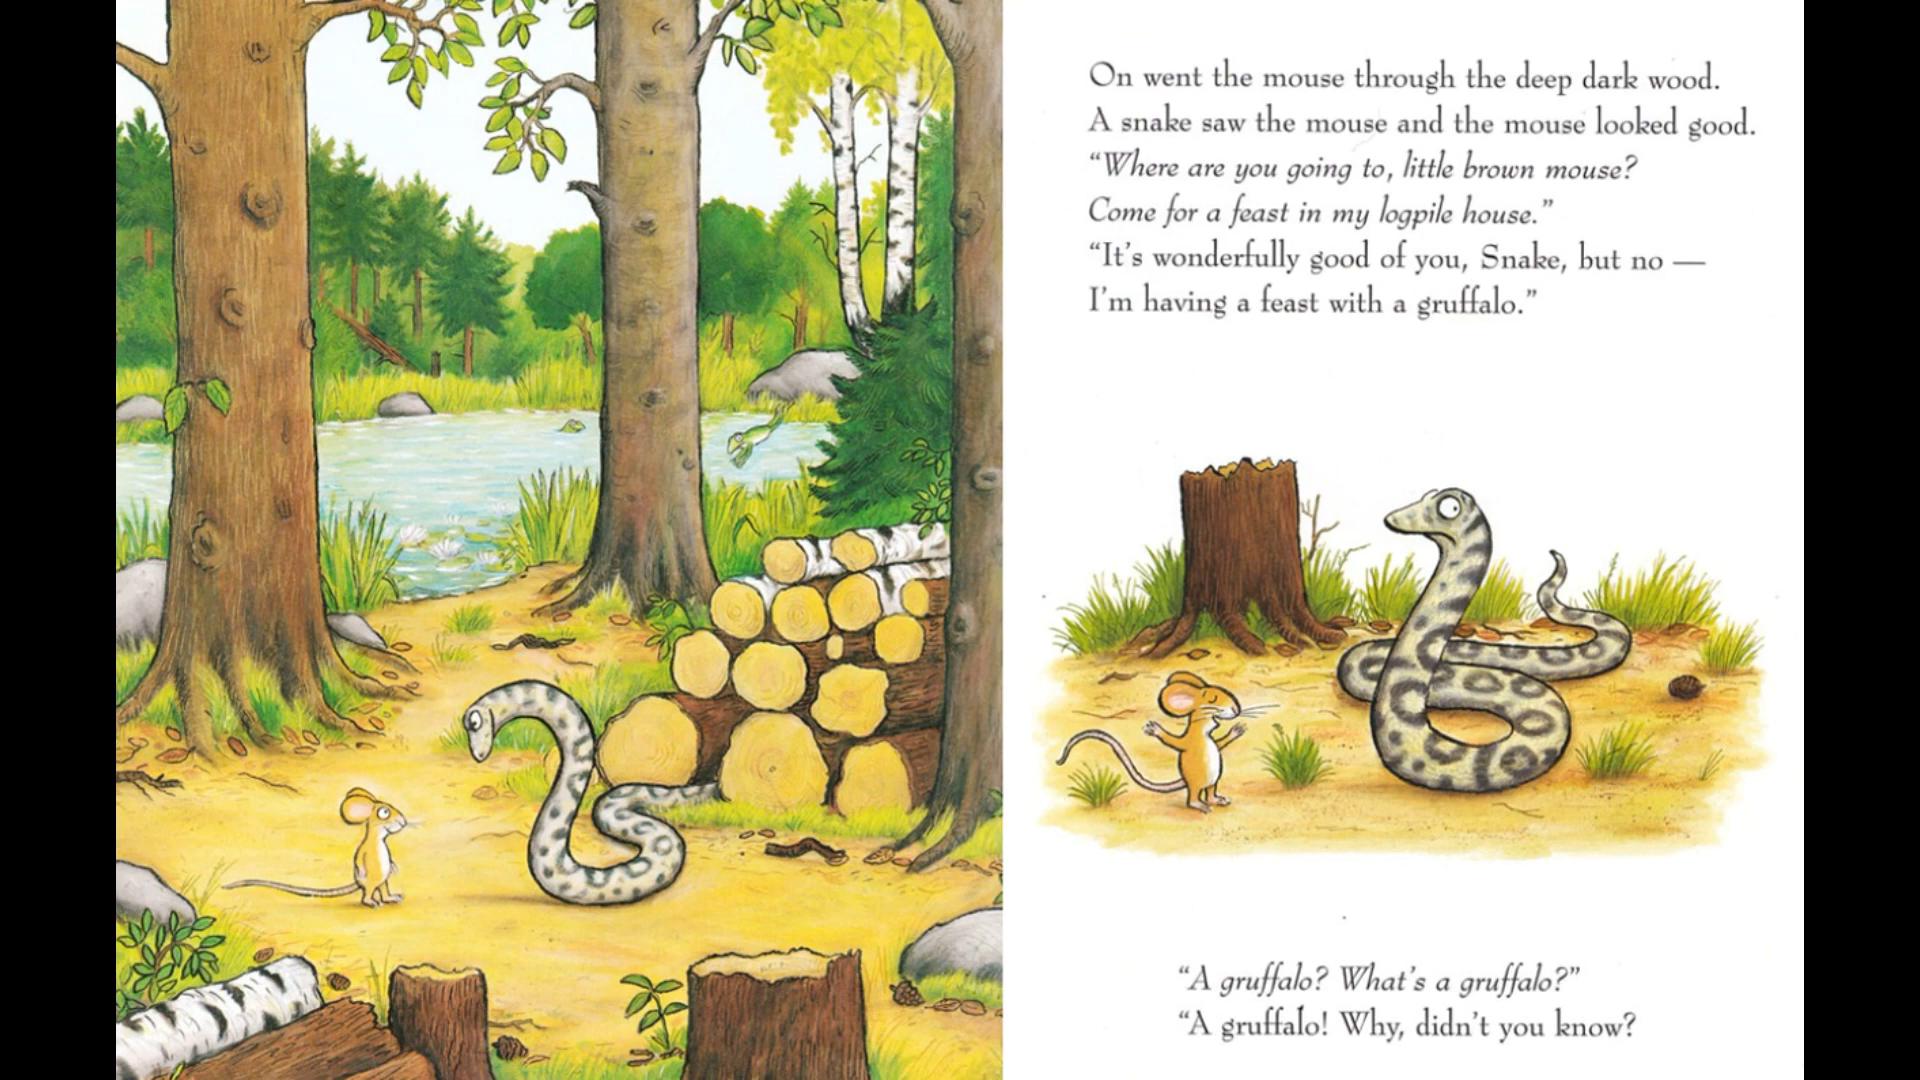 On went the mouse through the deep dark wood.
A snake saw the mouse and the mouse looked good.
“Where are you going to, little brown mouse?
Come for a feast in my logpile house.”
“It’s wonderfully good of you, Snake, but no —
I’m having a feast with a gruffalo.”
“A gruffalo? What’s a gruffalo?”
“A gruffalo! Why, didn’t you know?